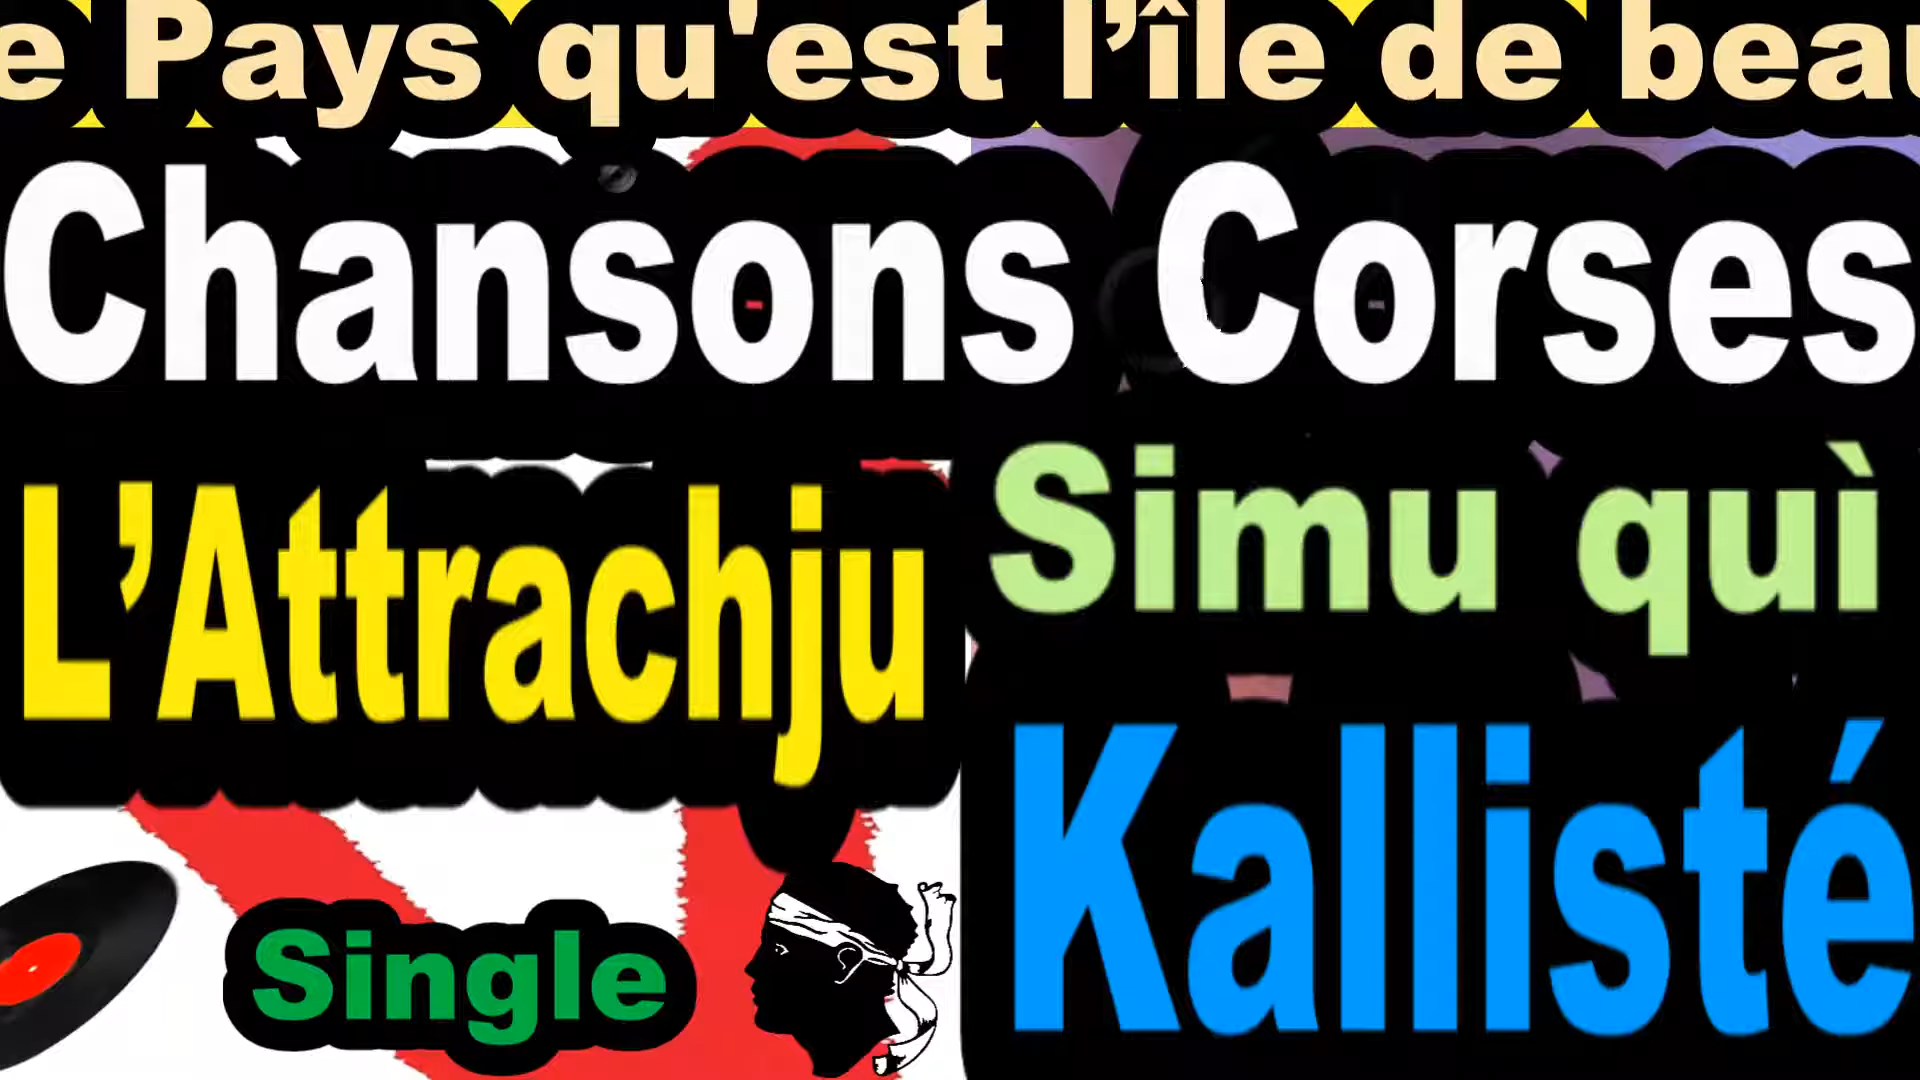 e Pays qu'est l’île de beau
Chansons Corses
L’Attrachju
Simu quì
Kallisté
Single